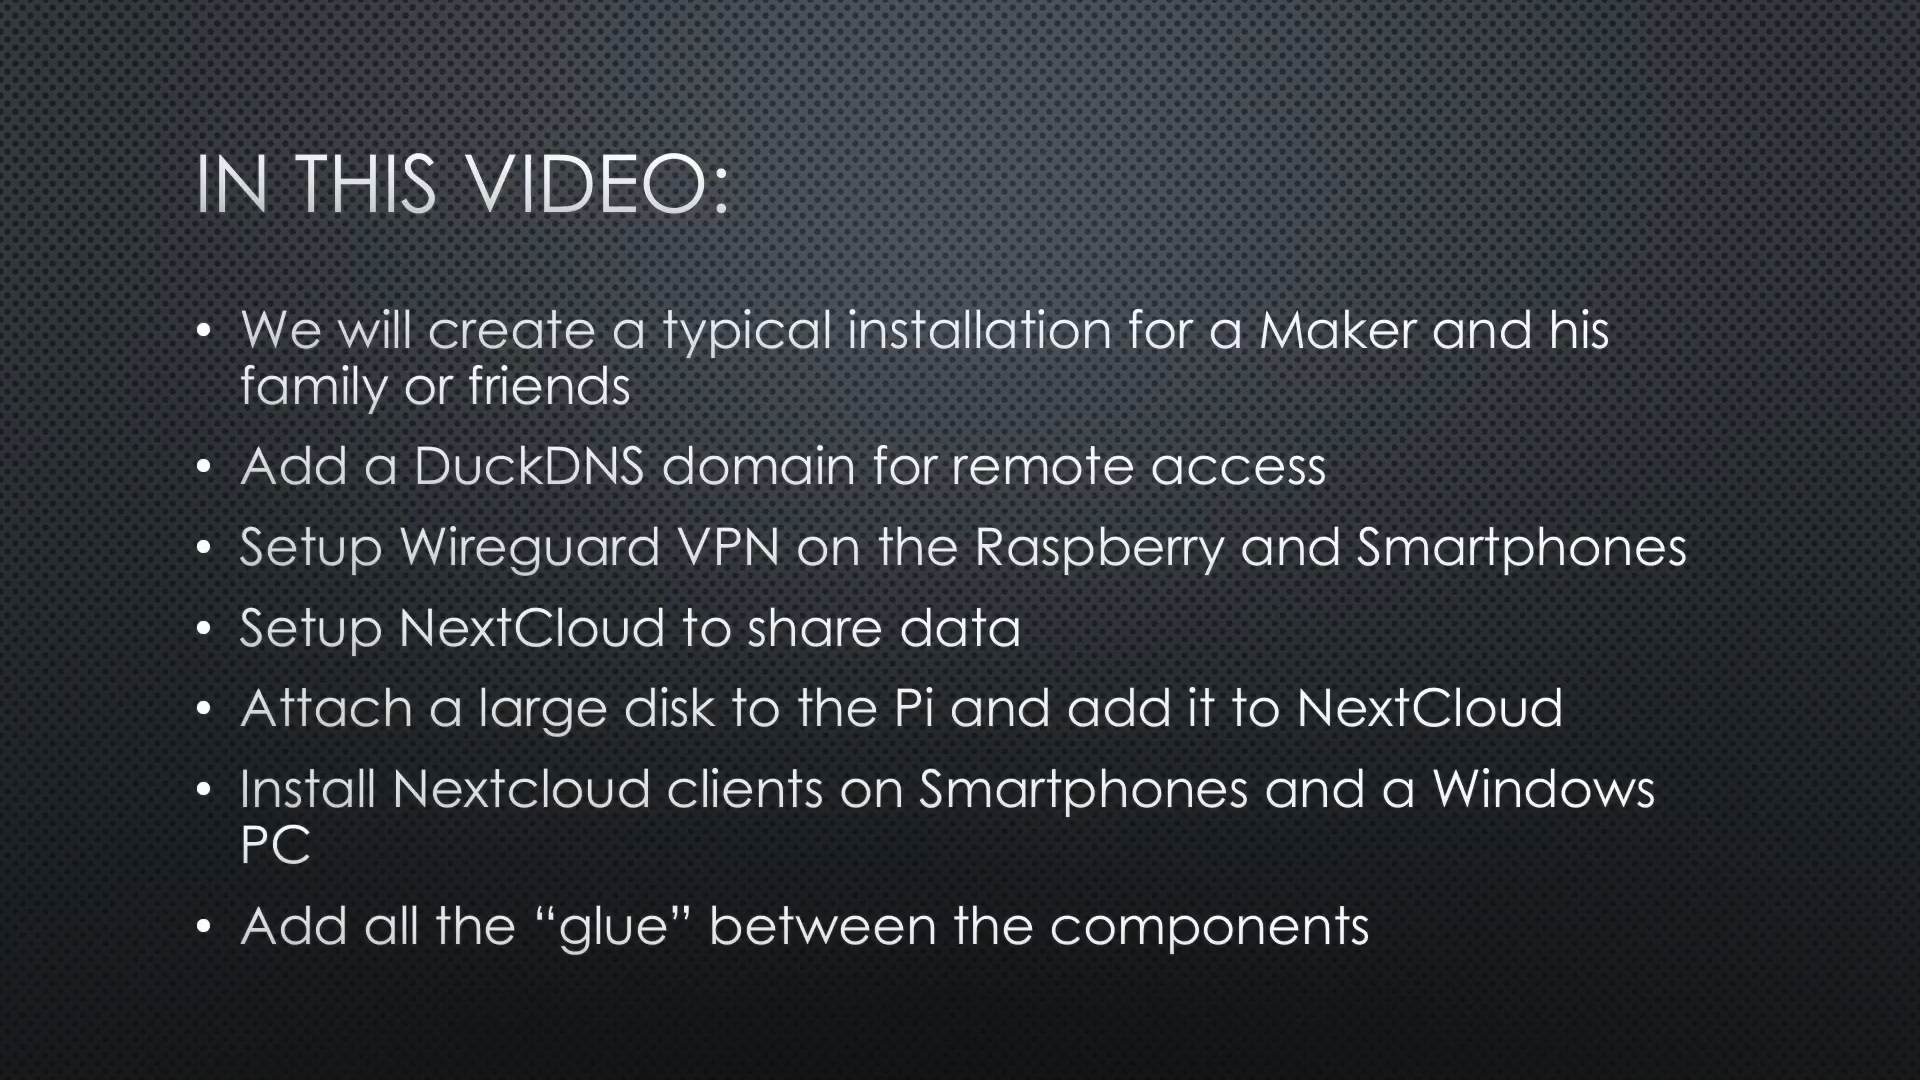 IN THIS VIDEO:
• We will create a typical installation for a Maker and his
family or friends
• Add a DuckDNS domain for remote access
• Setup Wireguard VPN on the Raspberry and Smartphones
• Setup NextCloud to share data
• Attach a large disk to the Pi and add it to NextCloud
• Install Nextcloud clients on Smartphones and a Windows
PC
• Add all the “glue” between the components